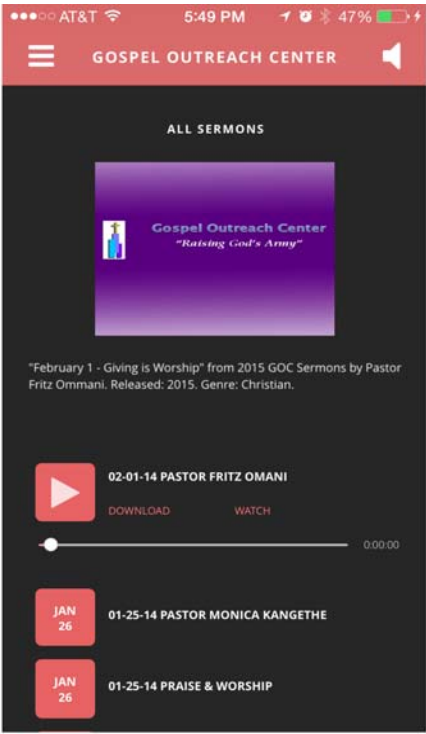 AT&T 5:49 PM 47%
GOSPEL OUTREACH CENTER
ALL SERMONS
Gospel Outreach Center
"Raising God's Army"
"February 1 - Giving is Worship" from 2015 GOC Sermons by Pastor
Fritz Ommani. Released: 2015. Genre: Christian.
02-01-14 PASTOR FRITZ OMANI
DOWNLOAD WATCH
0:00:00
JAN
26
01-25-14 PASTOR MONICA KANGETHE
JAN
26
01-25-14 PRAISE & WORSHIP